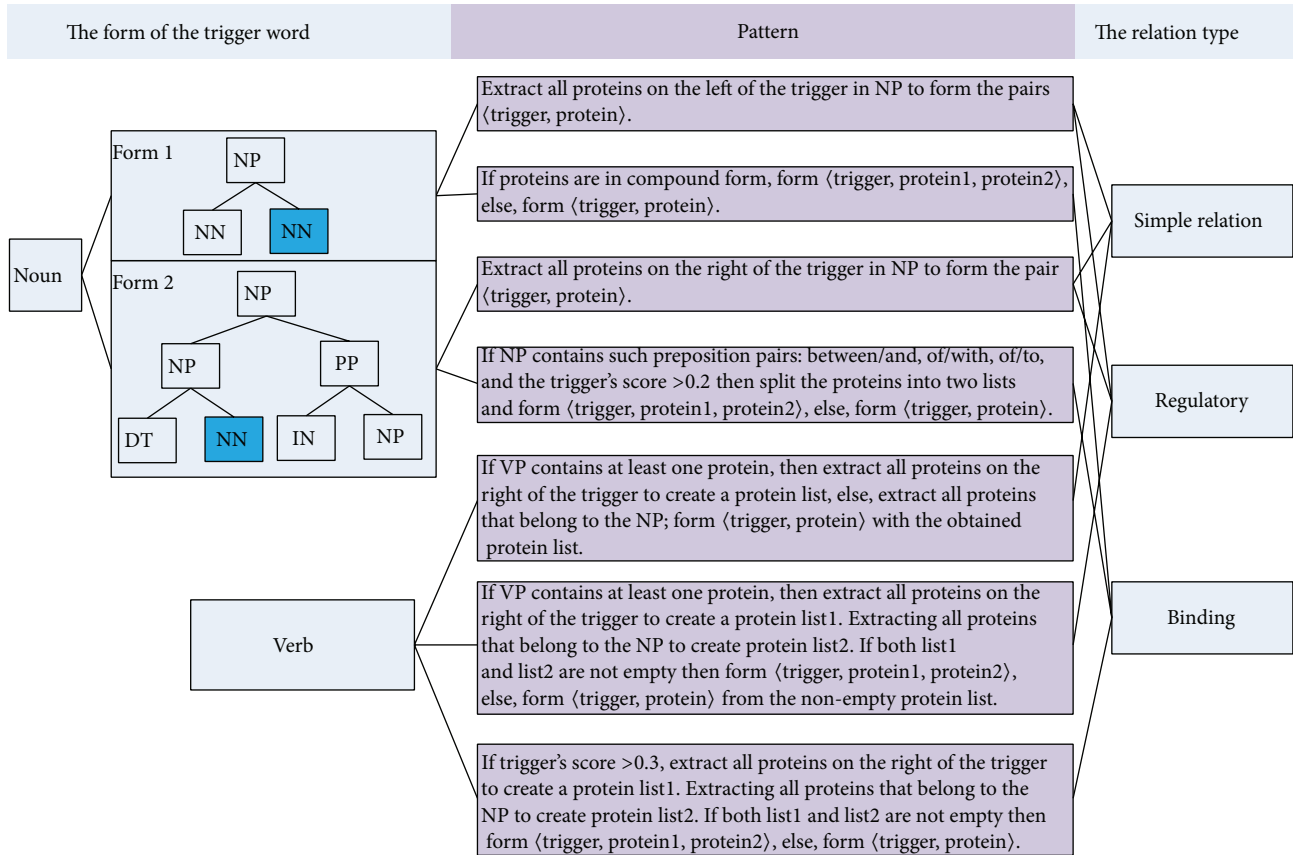 The form of the trigger word
Pattern
The relation type
Noun
Form 1
NP
NN
NN
Form 2
NP
NP
PP
DT
NN
IN
NP
Verb
Extract all proteins on the left of the trigger in NP to form the pairs
⟨trigger, protein⟩.
If proteins are in compound form, form ⟨trigger, protein1, protein2⟩,
else, form ⟨trigger, protein⟩.
Extract all proteins on the right of the trigger in NP to form the pair
⟨trigger, protein⟩.
If NP contains such preposition pairs: between/and, of/with, of/to,
and the trigger's score >0.2 then split the proteins into two lists
and form ⟨trigger, protein1, protein2⟩, else, form ⟨trigger, protein⟩.
If VP contains at least one protein, then extract all proteins on the
right of the trigger to create a protein list, else, extract all proteins
that belong to the NP; form ⟨trigger, protein⟩ with the obtained
protein list.
If VP contains at least one protein, then extract all proteins on the
right of the trigger to create a protein list1. Extracting all proteins
that belong to the NP to create protein list2. If both list1
and list2 are not empty then form ⟨trigger, protein1, protein2⟩,
else, form ⟨trigger, protein⟩ from the non-empty protein list.
If trigger's score >0.3, extract all proteins on the right of the trigger
to create a protein list1. Extracting all proteins that belong to the
NP to create protein list2. If both list1 and list2 are not empty then
form ⟨trigger, protein1, protein2⟩, else, form ⟨trigger, protein⟩.
Simple relation
Regulatory
Binding